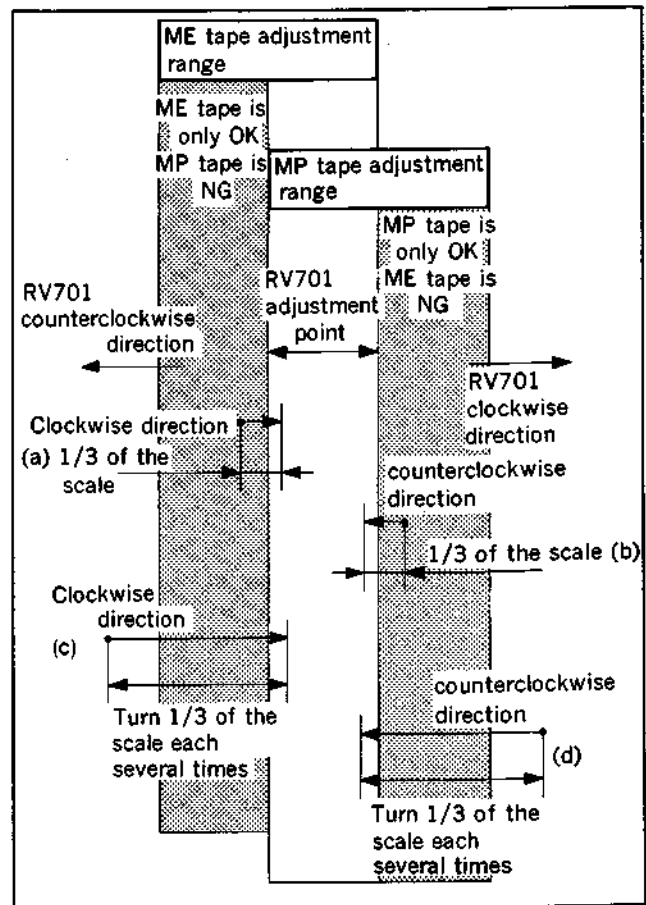 ME tape adjustment
range
ME tape is
only OK
MP tape is
NG
MP tape adjustment
range
MP tape is
only OK
ME tape is
NG
RV701
adjustment
point
RV701
counterclockwise
direction
RV701
clockwise
direction
Clockwise direction
(a) 1/3 of the
scale
counterclockwise
direction
1/3 of the scale (b)
Clockwise
direction
(c)
Turn 1/3 of the
scale each
several times
counterclockwise
direction
(d)
Turn 1/3 of the
scale each
several times